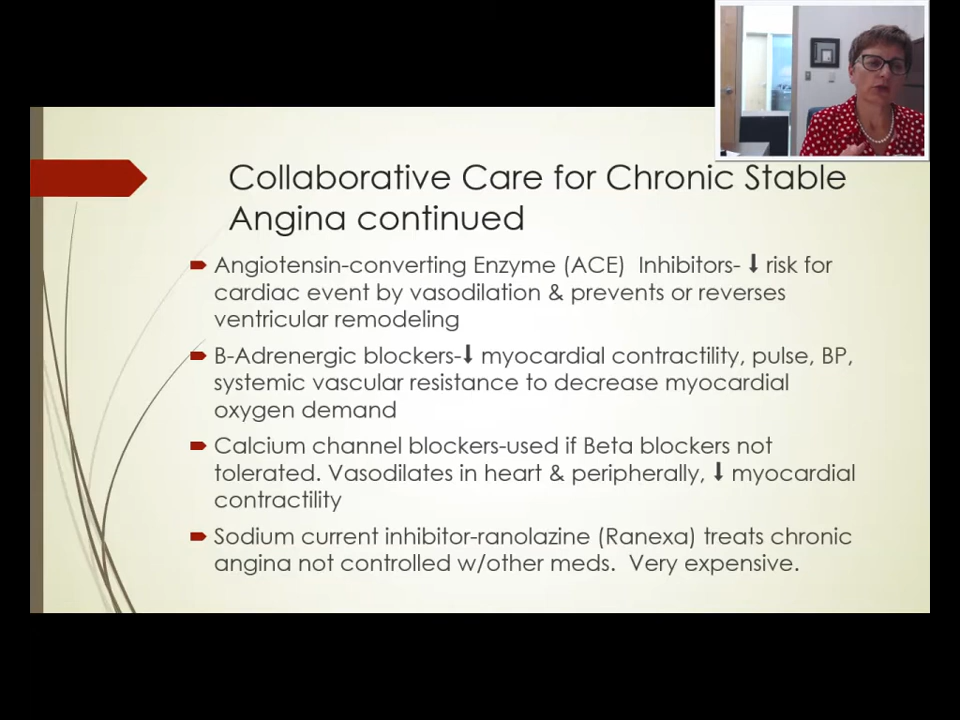 Collaborative Care for Chronic Stable
Angina continued
Angiotensin-converting Enzyme (ACE)  Inhibitors- ⬇ risk for
cardiac event by vasodilation & prevents or reverses
ventricular remodeling
B-Adrenergic blockers-⬇ myocardial contractility, pulse, BP,
systemic vascular resistance to decrease myocardial
oxygen demand
Calcium channel blockers-used if Beta blockers not
tolerated. Vasodilates in heart & peripherally, ⬇ myocardial
contractility
Sodium current inhibitor-ranolazine (Ranexa) treats chronic
angina not controlled w/other meds.  Very expensive.